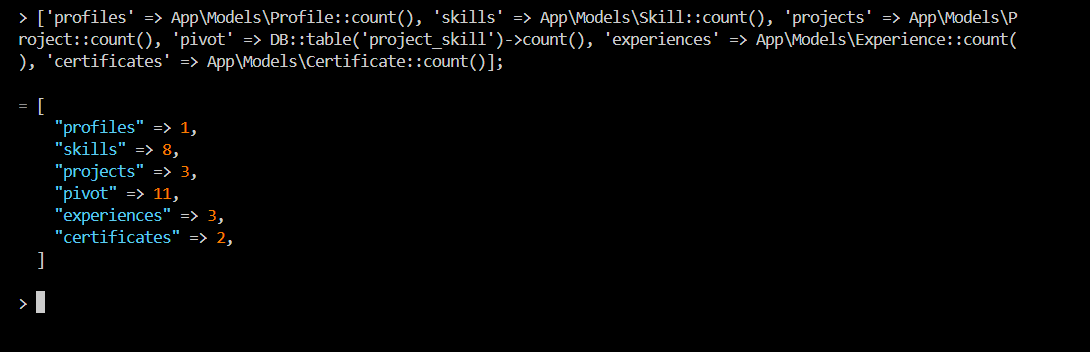 > ['profiles' => App\Models\Profile::count(), 'skills' => App\Models\Skill::count(), 'projects' => App\Models\P
roject::count(), 'pivot' => DB::table('project_skill')->count(), 'experiences' => App\Models\Experience::count(
), 'certificates' => App\Models\Certificate::count()];
= [
"profiles" => 1,
"skills" => 8,
"projects" => 3,
"pivot" => 11,
"experiences" => 3,
"certificates" => 2,
]
>